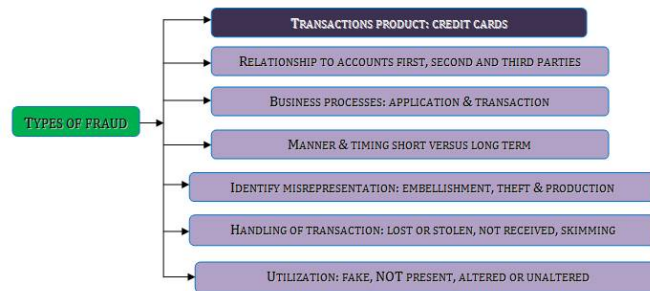 TRANSACTIONS PRODUCT: CREDIT CARDS
RELATIONSHIP TO ACCOUNTS FIRST, SECOND AND THIRD PARTIES
BUSINESS PROCESSES: APPLICATION & TRANSACTION
TYPES OF FRAUD
MANNER & TIMING SHORT VERSUS LONG TERM
IDENTIFY MISREPRESENTATION: EMBELLISHMENT, THEFT & PRODUCTION
HANDLING OF TRANSACTION: LOST OR STOLEN, NOT RECEIVED, SKIMMING
UTILIZATION: FAKE, NOT PRESENT, ALTERED OR UNALTERED